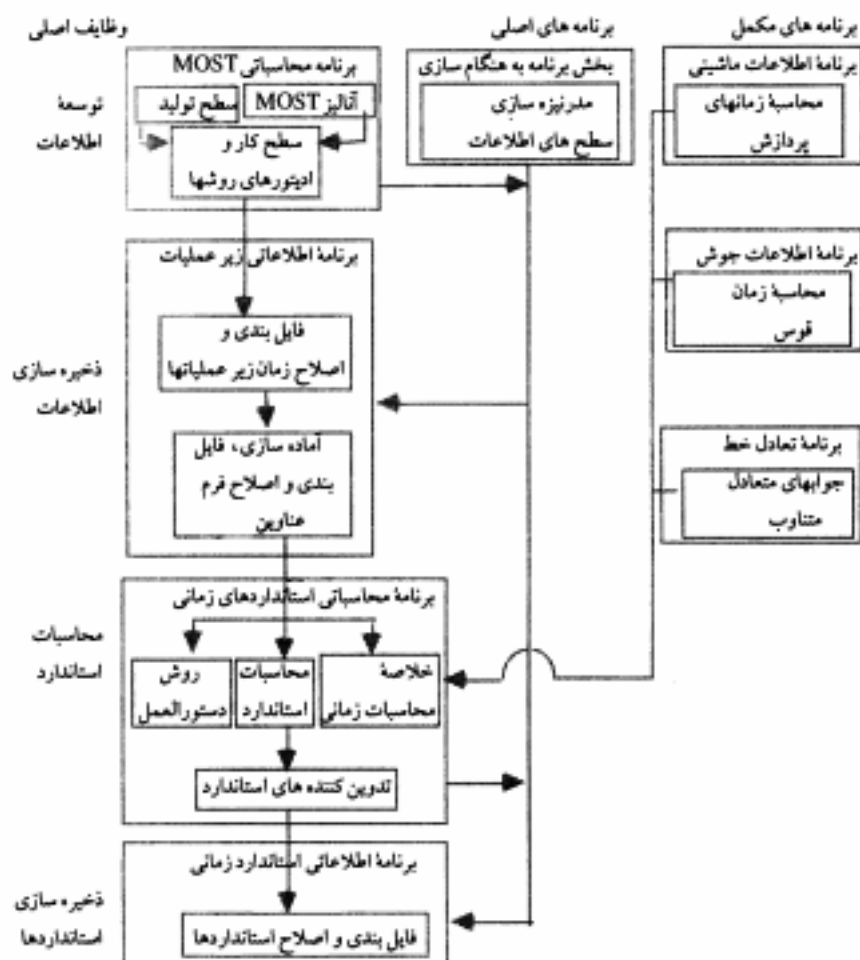 برنامه های مکمل
برنامه های اصلی
وظایف اصلی
برنامه اطلاعات ماشینی
محاسبهٔ زمانهای
پردازش
بخش برنامه به هنگام سازی
مدرنیزه سازی
سطح های اطلاعات
برنامه محاسباتی MOST
آنالیز MOST
سطح تولید
سطح کار و
ادیتورهای روشها
توسعهٔ
اطلاعات
برنامهٔ اطلاعات جوش
محاسبهٔ زمان
قوس
برنامهٔ اطلاعاتی زیر عملیات
فایل بندی و
اصلاح زمان زیر عملیاتها
آماده سازی، فایل
بندی و اصلاح فرم
عناوین
ذخیره سازی
اطلاعات
برنامهٔ تعادل خط
جوابهای متعادل
متناوب
برنامهٔ محاسباتی استانداردهای زمانی
خلاصهٔ
محاسبات زمانی
محاسبات
استاندارد
روش
دستورالعمل
تدوین کننده های استاندارد
محاسبات
استاندارد
برنامهٔ اطلاعاتی استاندارد زمانی
فایل بندی و اصلاح استانداردها
ذخیره سازی
استانداردها